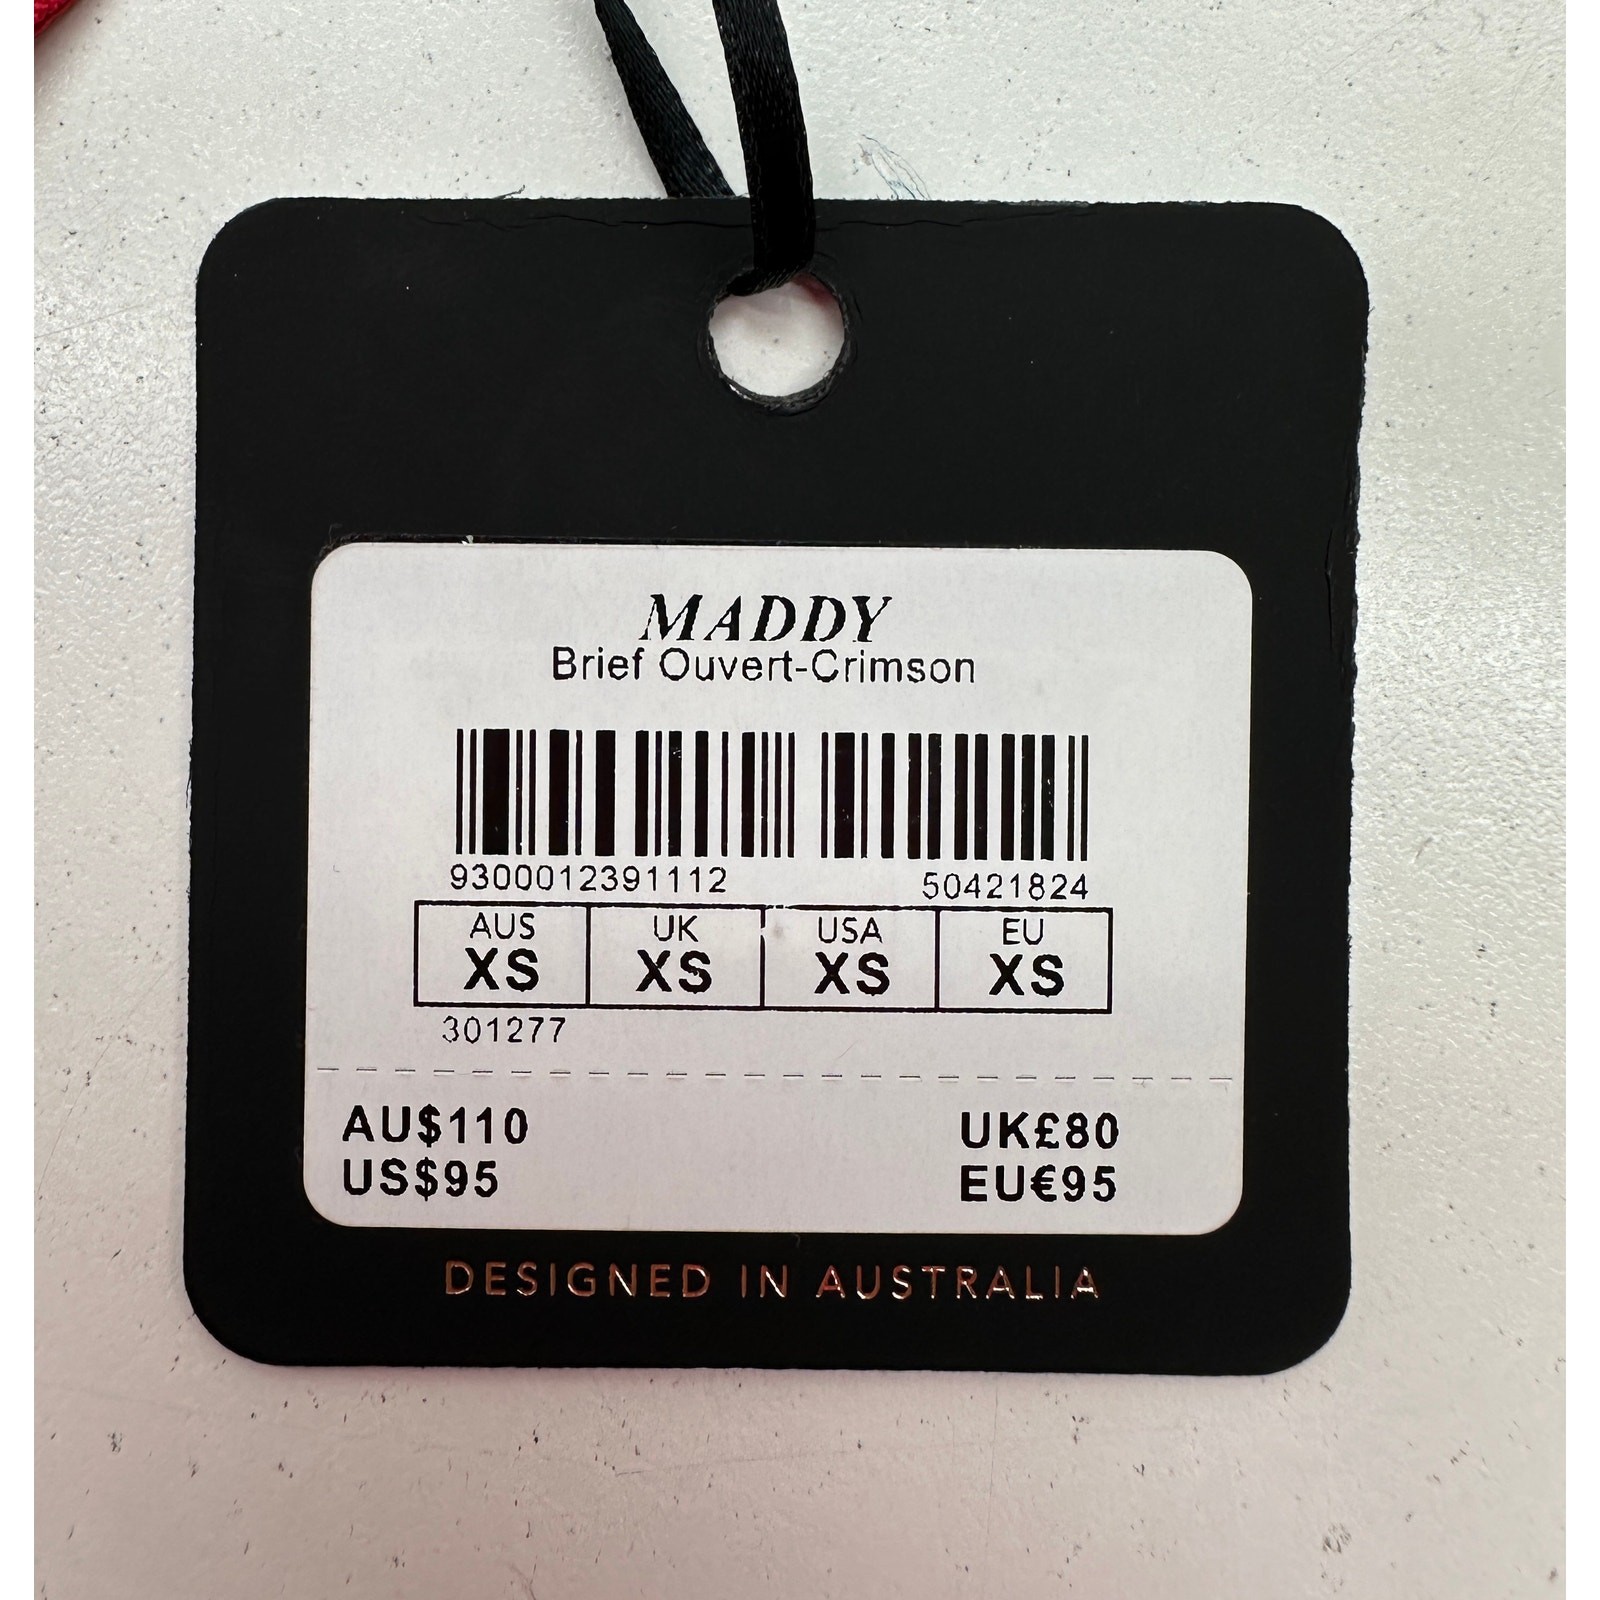 MADDY
Brief Ouvert-Crimson
9300012391112 50421824
AUS UK USA EU
XS XS XS XS
301277
AU$110 UK£80
US$95 EU€95
DESIGNED IN AUSTRALIA